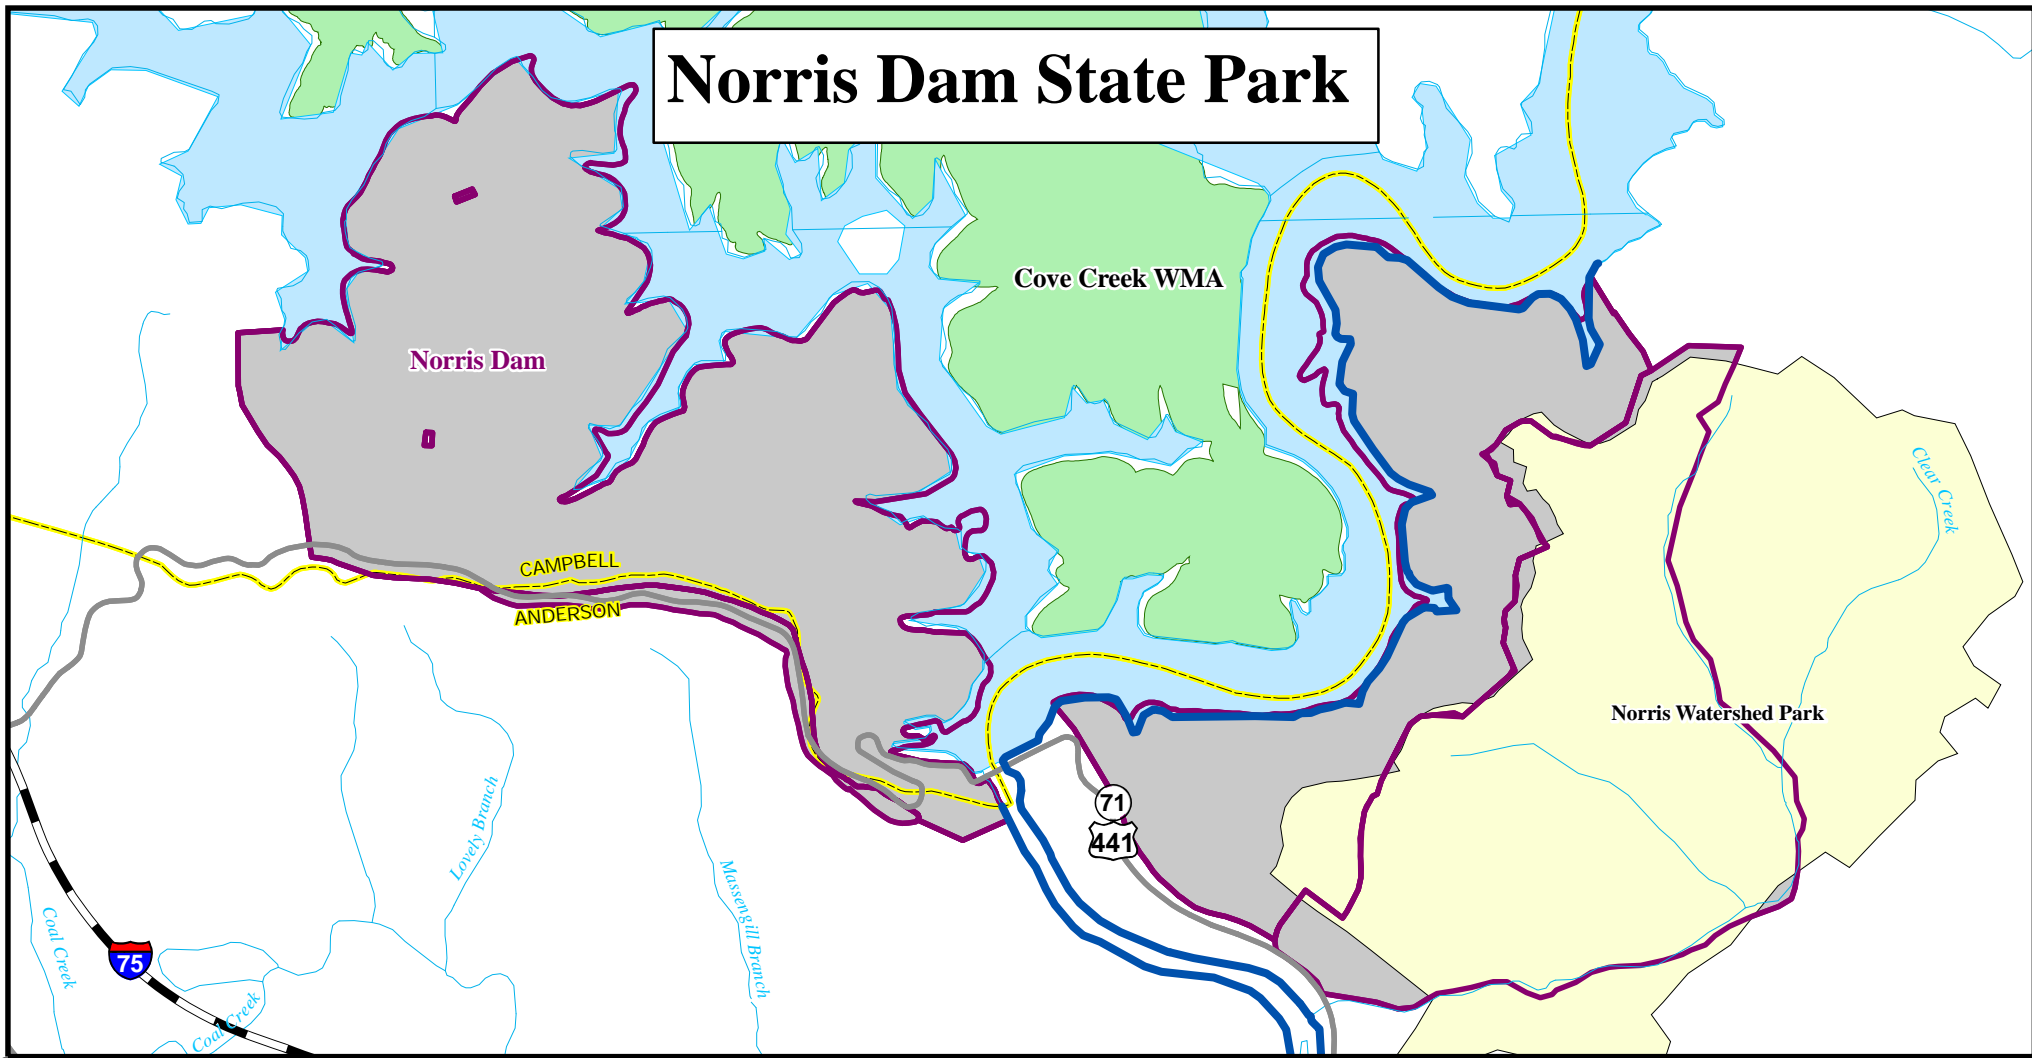 Norris Dam State Park
Cove Creek WMA
Norris Dam
Clear Creek
CAMPBELL
ANDERSON
Norris Watershed Park
71
441
Lovely Branch
Massengill Branch
Coal Creek
75
Coal Creek